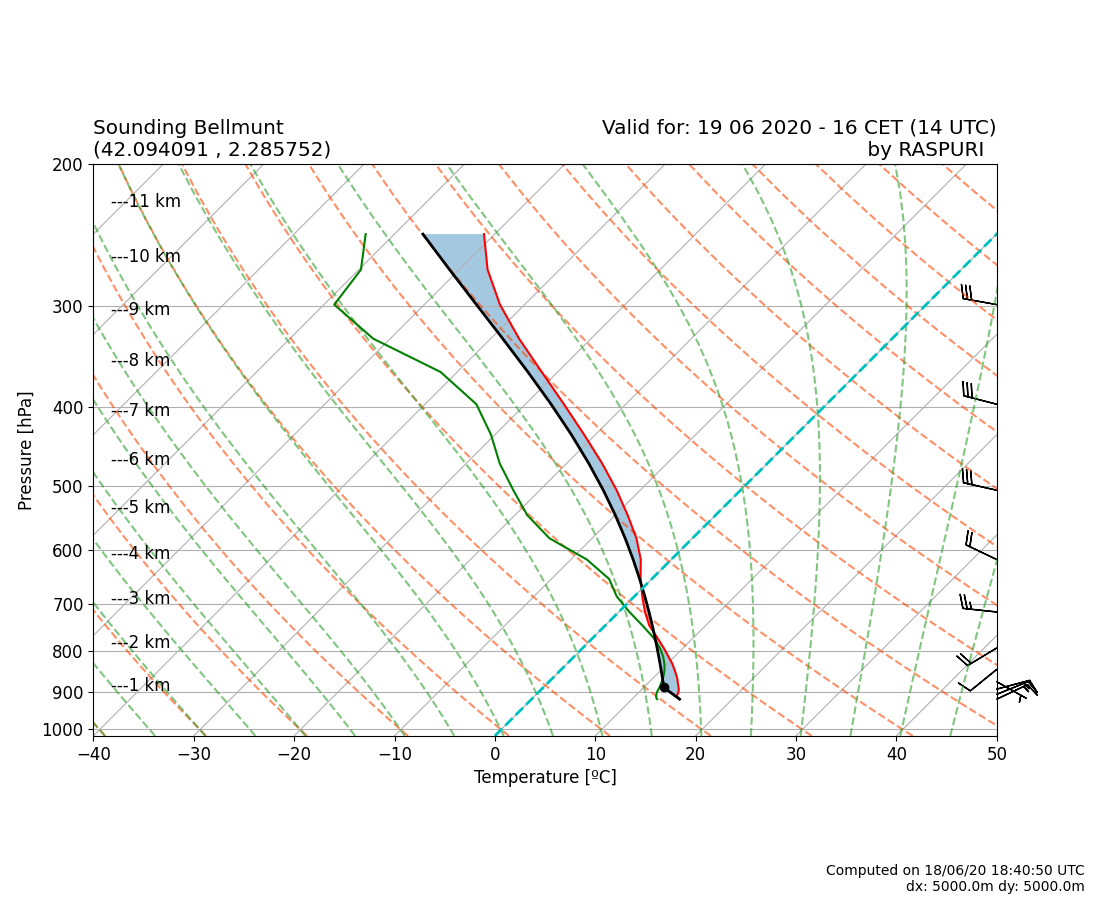 Sounding Bellmunt
(42.094091 , 2.285752)
Valid for: 19 06 2020 - 16 CET (14 UTC)
by RASPURI
200
300
400
500
600
700
800
900
1000
Pressure [hPa]
---11 km
---10 km
---9 km
---8 km
---7 km
---6 km
---5 km
---4 km
---3 km
---2 km
---1 km
−40 −30 −20 −10 0 10 20 30 40 50
Temperature [ºC]
Computed on 18/06/20 18:40:50 UTC
dx: 5000.0m dy: 5000.0m